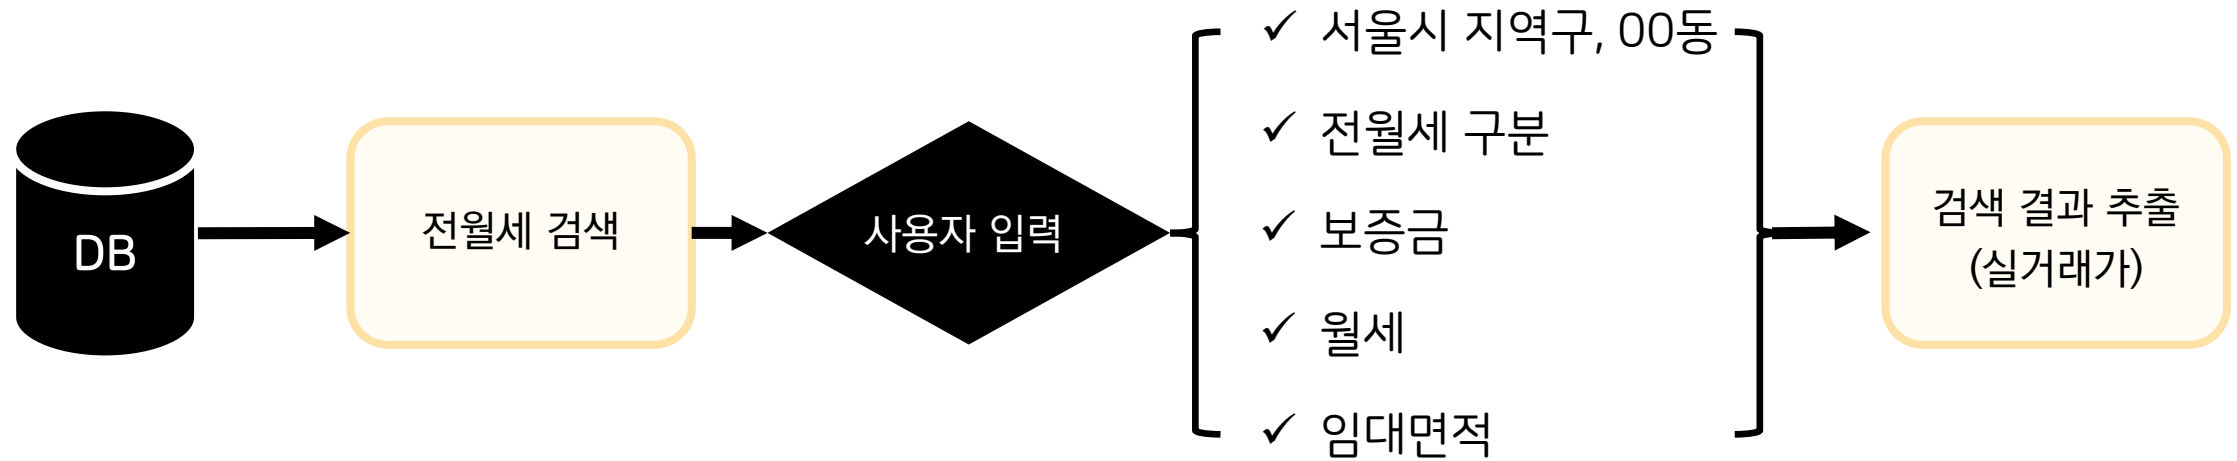 DB
전월세 검색
사용자 입력
✓ 서울시 지역구, 00동
✓ 전월세 구분
✓ 보증금
✓ 월세
✓ 임대면적
검색 결과 추출
(실거래가)